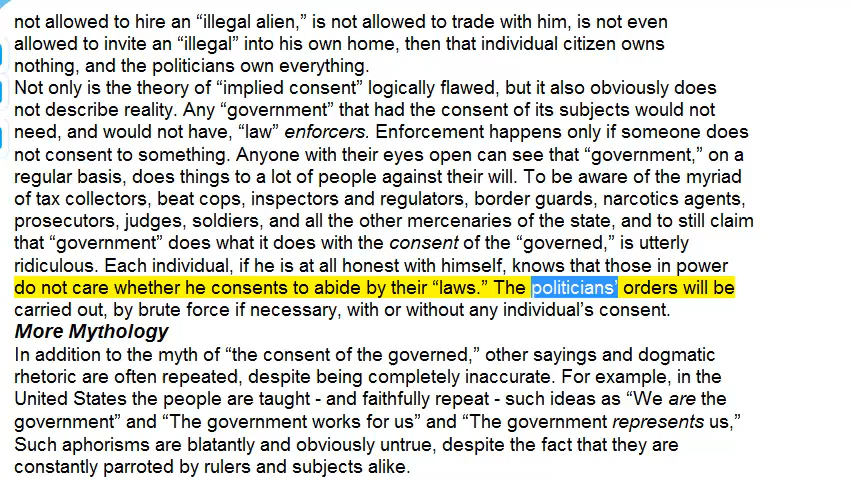 not allowed to hire an “illegal alien,” is not allowed to trade with him, is not even
allowed to invite an “illegal” into his own home, then that individual citizen owns
nothing, and the politicians own everything.
Not only is the theory of “implied consent” logically flawed, but it also obviously does
not describe reality. Any “government” that had the consent of its subjects would not
need, and would not have, “law” enforcers. Enforcement happens only if someone does
not consent to something. Anyone with their eyes open can see that “government,” on a
regular basis, does things to a lot of people against their will. To be aware of the myriad
of tax collectors, beat cops, inspectors and regulators, border guards, narcotics agents,
prosecutors, judges, soldiers, and all the other mercenaries of the state, and to still claim
that “government” does what it does with the consent of the “governed,” is utterly
ridiculous. Each individual, if he is at all honest with himself, knows that those in power
do not care whether he consents to abide by their “laws.” The politicians’ orders will be
carried out, by brute force if necessary, with or without any individual’s consent.
More Mythology
In addition to the myth of “the consent of the governed,” other sayings and dogmatic
rhetoric are often repeated, despite being completely inaccurate. For example, in the
United States the people are taught - and faithfully repeat - such ideas as “We are the
government” and “The government works for us” and “The government represents us,”
Such aphorisms are blatantly and obviously untrue, despite the fact that they are
constantly parroted by rulers and subjects alike.